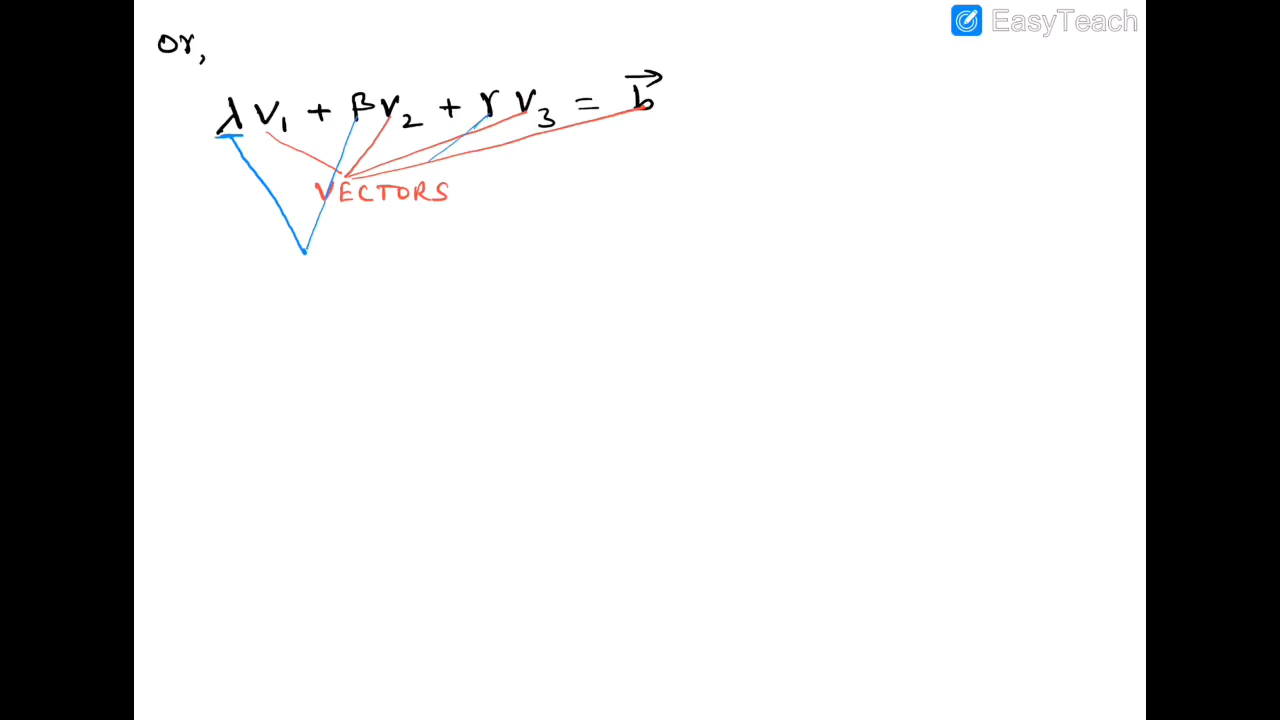 EasyTeach
or,
λv₁ + βv₂ + γv₃ = b⃗
VECTORS